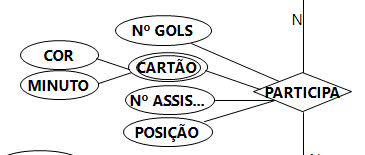 N
Nº GOLS
COR
CARTÃO
MINUTO
PARTICIPA
Nº ASSIS...
POSIÇÃO